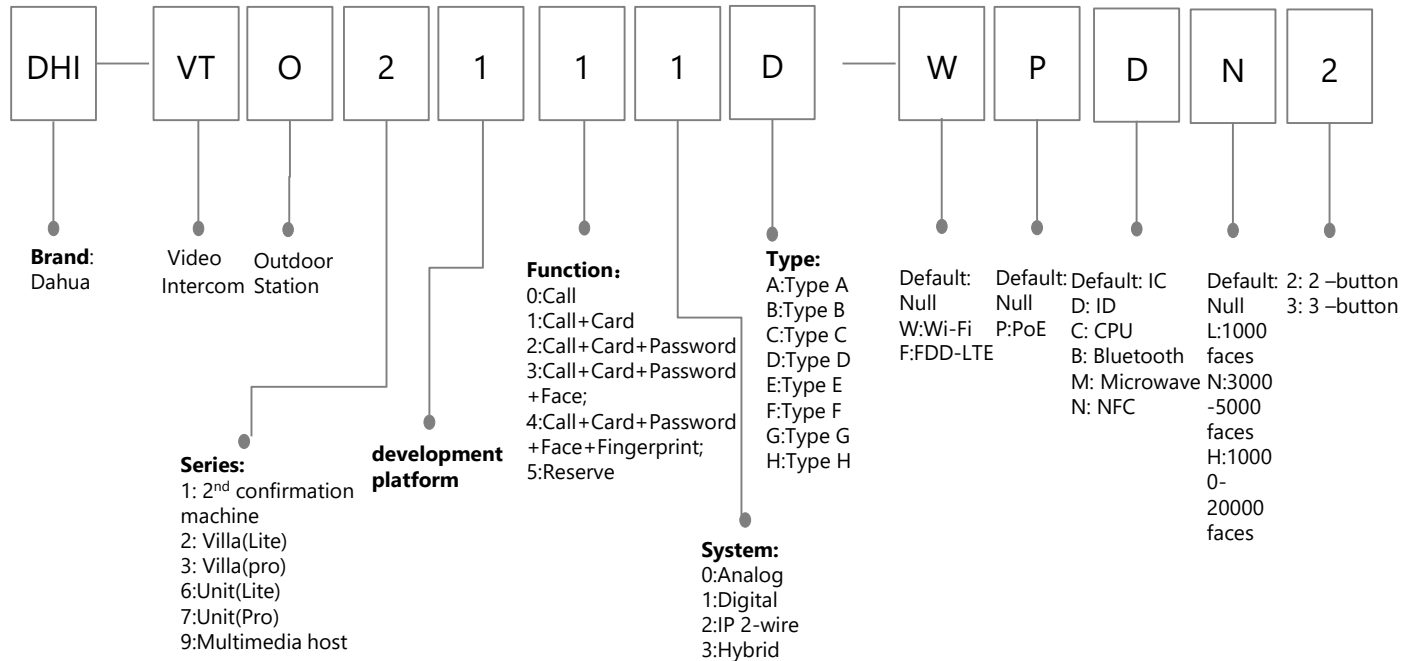 DHI VT O 2 1 1 1 D W P D N 2
Brand:
Dahua
Video
Intercom
Outdoor
Station
Series:
1: 2nd confirmation
machine
2: Villa(Lite)
3: Villa(pro)
6:Unit(Lite)
7:Unit(Pro)
9:Multimedia host
development
platform
Function：
0:Call
1:Call+Card
2:Call+Card+Password
3:Call+Card+Password
+Face;
4:Call+Card+Password
+Face+Fingerprint;
5:Reserve
System:
0:Analog
1:Digital
2:IP 2-wire
3:Hybrid
Type:
A:Type A
B:Type B
C:Type C
D:Type D
E:Type E
F:Type F
G:Type G
H:Type H
Default:
Null
W:Wi-Fi
F:FDD-LTE
Default:
Null
P:PoE
Default: IC
D: ID
C: CPU
B: Bluetooth
M: Microwave
N: NFC
Default:
Null
L:1000
faces
N:3000
-5000
faces
H:1000
0-
20000
faces
2: 2 –button
3: 3 –button